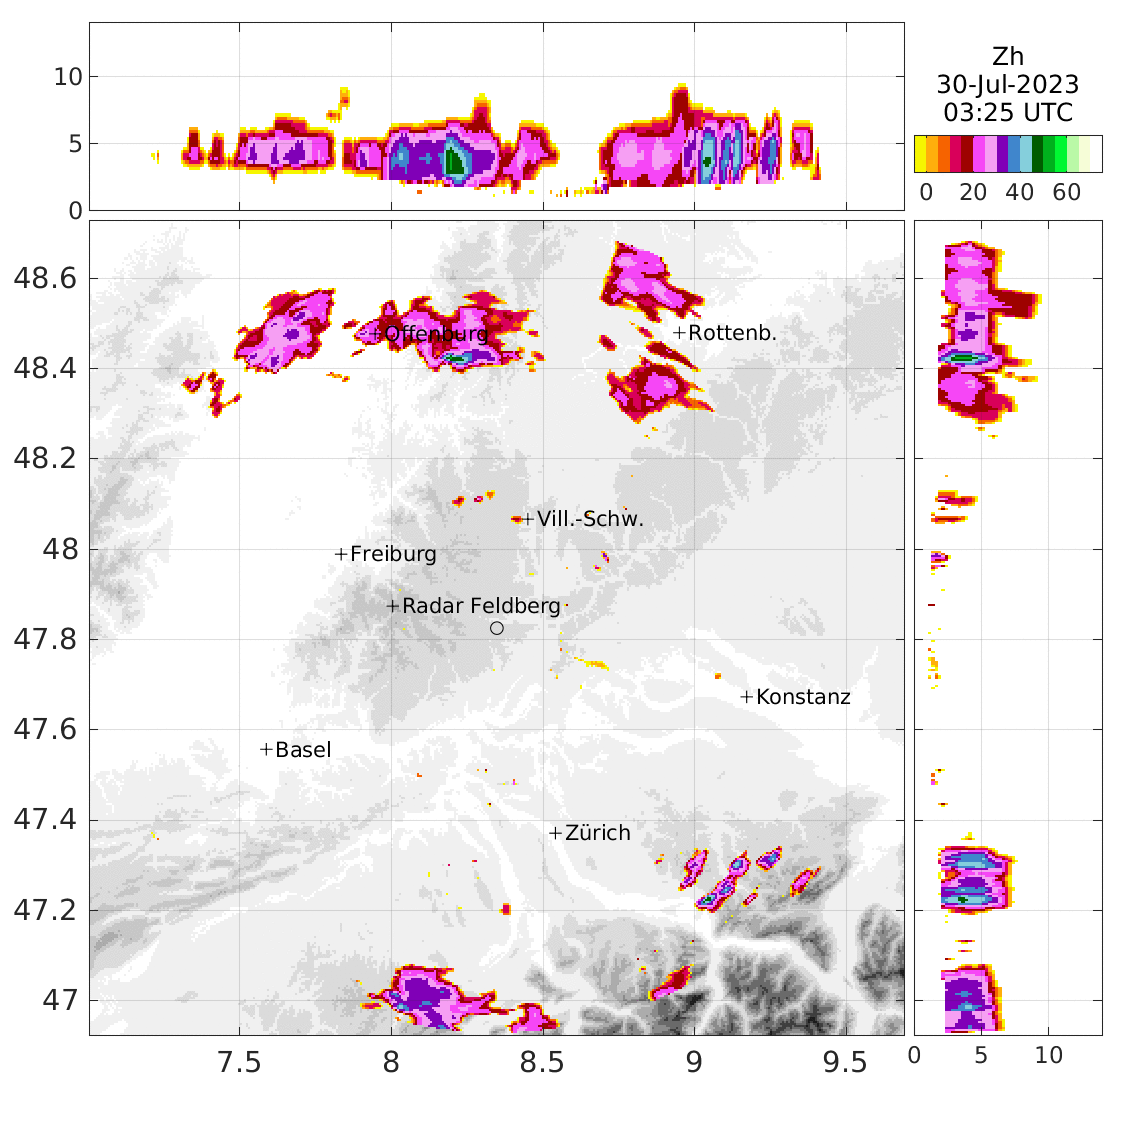 10
5
0
Zh
30-Jul-2023
03:25 UTC
0 20 40 60
48.6
48.4
48.2
48
47.8
47.6
47.4
47.2
47
Offenburg
Rottenb.
Vill.-Schw.
Freiburg
Radar Feldberg
Konstanz
Basel
Zürich
7.5 8 8.5 9 9.5
0 5 10